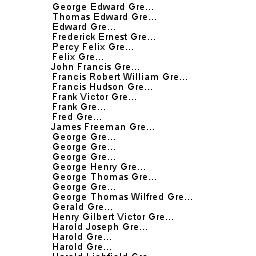 George Edward Gre...
Thomas Edward Gre...
Edward Gre...
Frederick Ernest Gre...
Percy Felix Gre...
Felix Gre...
John Francis Gre...
Francis Robert William Gre...
Francis Hudson Gre...
Frank Victor Gre...
Frank Gre...
Fred Gre...
James Freeman Gre...
George Gre...
George Gre...
George Gre...
George Henry Gre...
George Thomas Gre...
George Gre...
George Thomas Wilfred Gre...
Gerald Gre...
Henry Gilbert Victor Gre...
Harold Joseph Gre...
Harold Gre...
Harold Gre...
Harold Lichfield Gre...